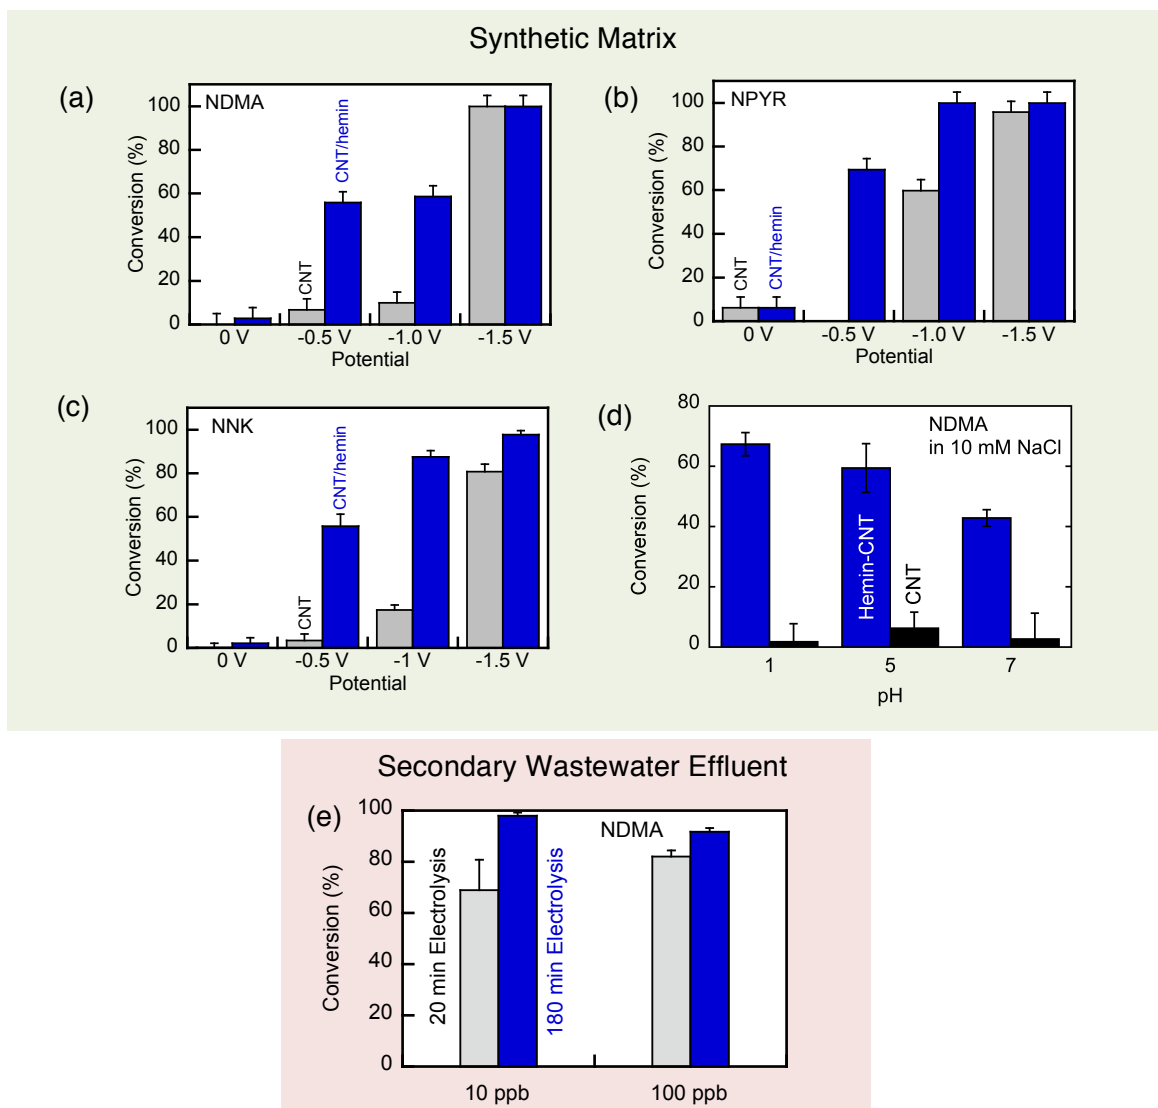 Synthetic Matrix
(a)
NDMA
Conversion (%)
100
80
60
40
20
0
CNT
CNT/hemin
0 V
-0.5 V
-1.0 V
-1.5 V
Potential
(b)
NPYR
Conversion (%)
100
80
60
40
20
0
CNT
CNT/hemin
0 V
-0.5 V
-1.0 V
-1.5 V
Potential
(c)
NNK
Conversion (%)
100
80
60
40
20
0
CNT
CNT/hemin
0 V
-0.5 V
-1 V
-1.5 V
Potential
(d)
NDMA
in 10 mM NaCl
Conversion (%)
80
60
40
20
0
Hemin-CNT
CNT
1
5
7
pH
Secondary Wastewater Effluent
(e)
NDMA
Conversion (%)
100
80
60
40
20
0
20 min Electrolysis
180 min Electrolysis
10 ppb
100 ppb